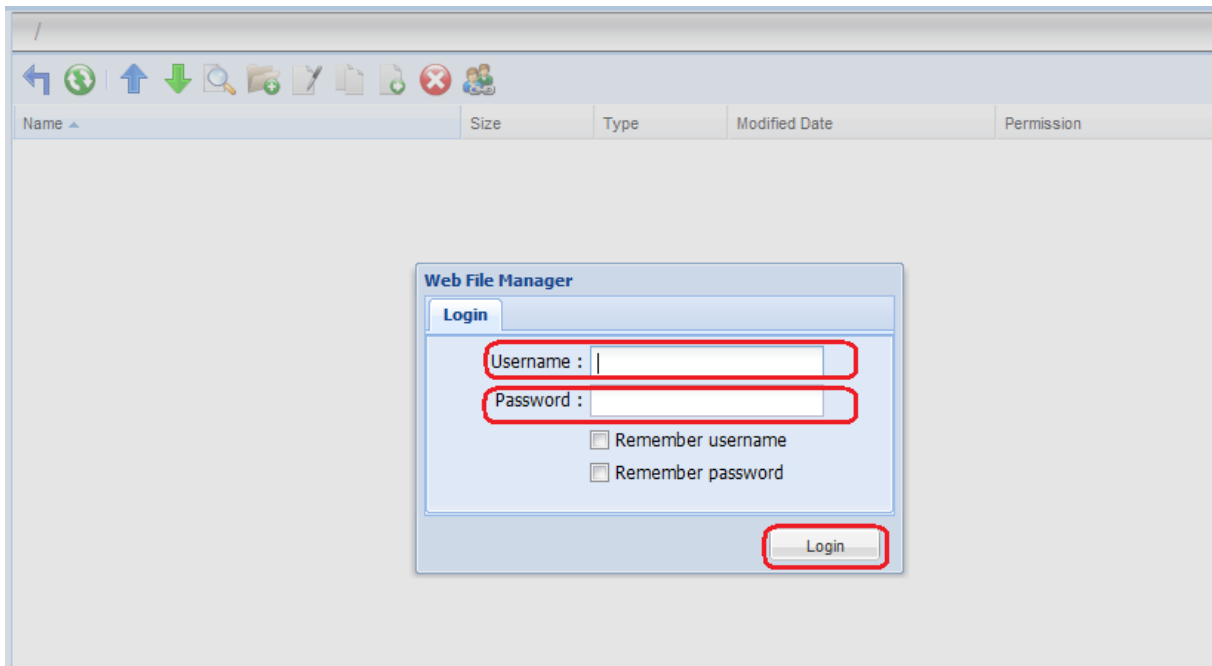 /
Name Size Type Modified Date Permission
Web File Manager
Login
Username :
Password :
Remember username
Remember password
Login